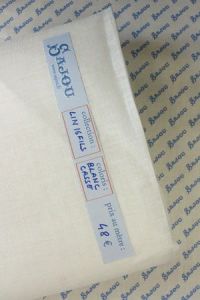 SAJOU
collection :
LIN 16 FILS
coloris :
BLANC
CASSÉ
prix au mètre :
48 €